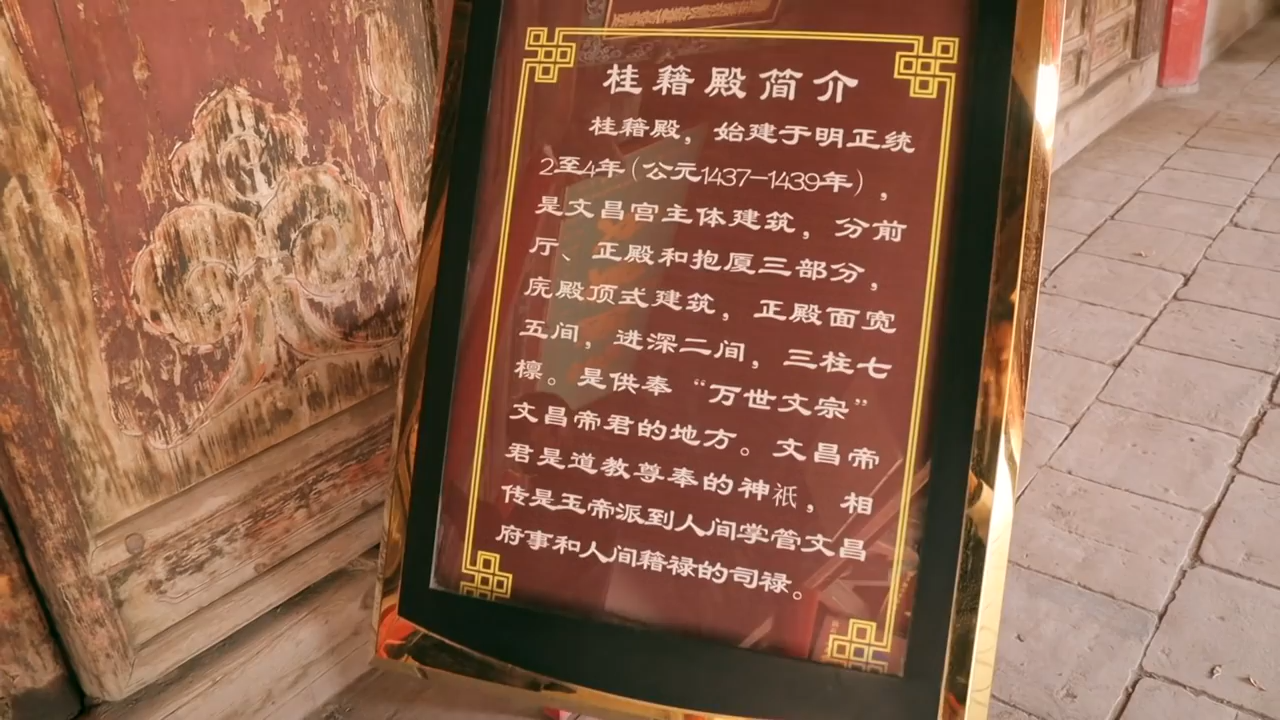 桂籍殿简介
桂籍殿，始建于明正统
2至4年（公元1437—1439年），
是文昌宫主体建筑，分前
厅、正殿和抱厦三部分，
庑殿顶式建筑，正殿面宽
五间，进深二间，三柱七
檩。是供奉“万世文宗”
文昌帝君的地方。文昌帝
君是道教尊奉的神祇，相
传是玉帝派到人间掌管文昌
府事和人间籍禄的司禄。